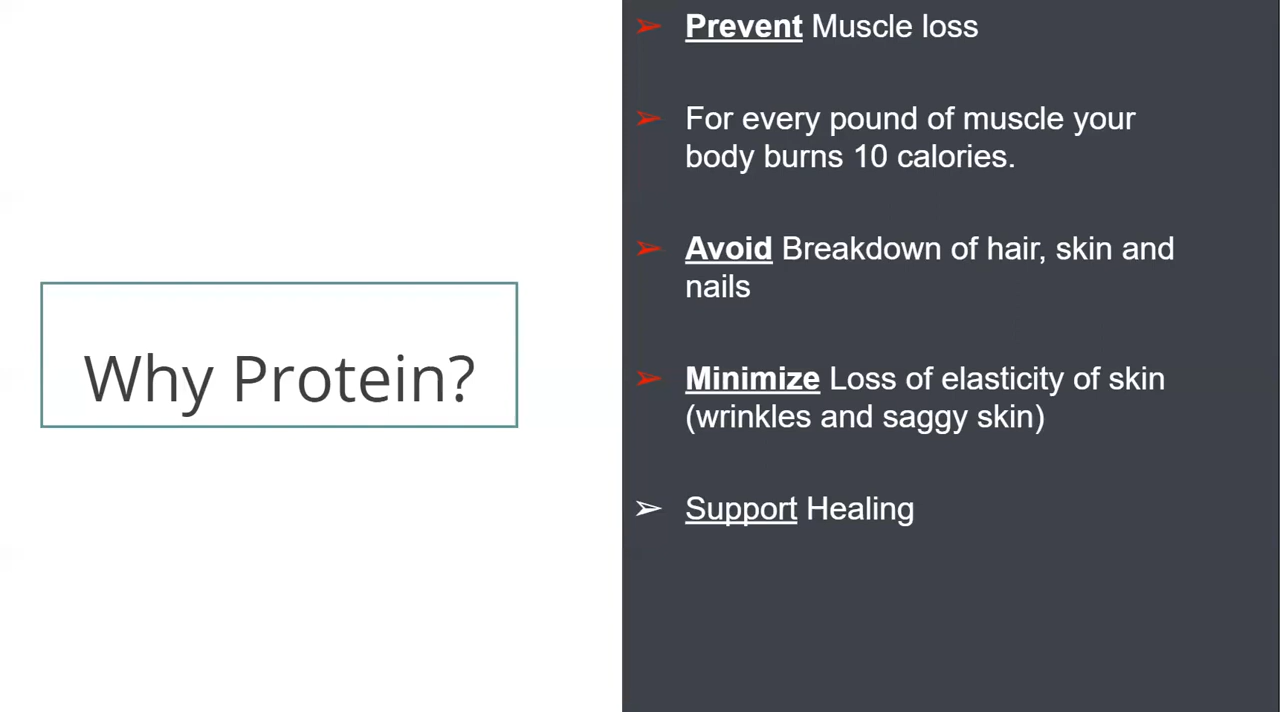 Why Protein?
Prevent Muscle loss
For every pound of muscle your
body burns 10 calories.
Avoid Breakdown of hair, skin and
nails
Minimize Loss of elasticity of skin
(wrinkles and saggy skin)
Support Healing